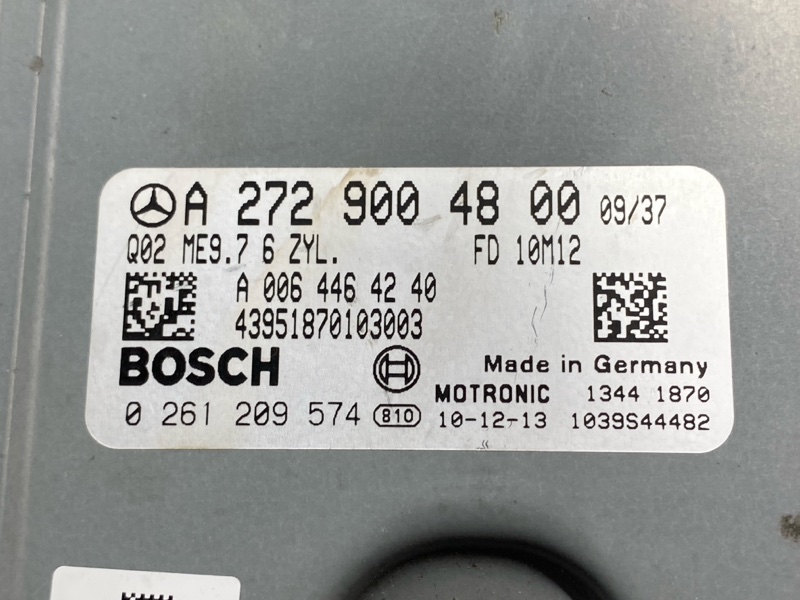 A 272 900 48 00 09/37
Q02 ME9.7 6 ZYL. FD 10M12
A 006 446 42 40
43951870103003
BOSCH Made in Germany
MOTRONIC 1344 1870
0 261 209 574 810 10-12-13 1039S44482